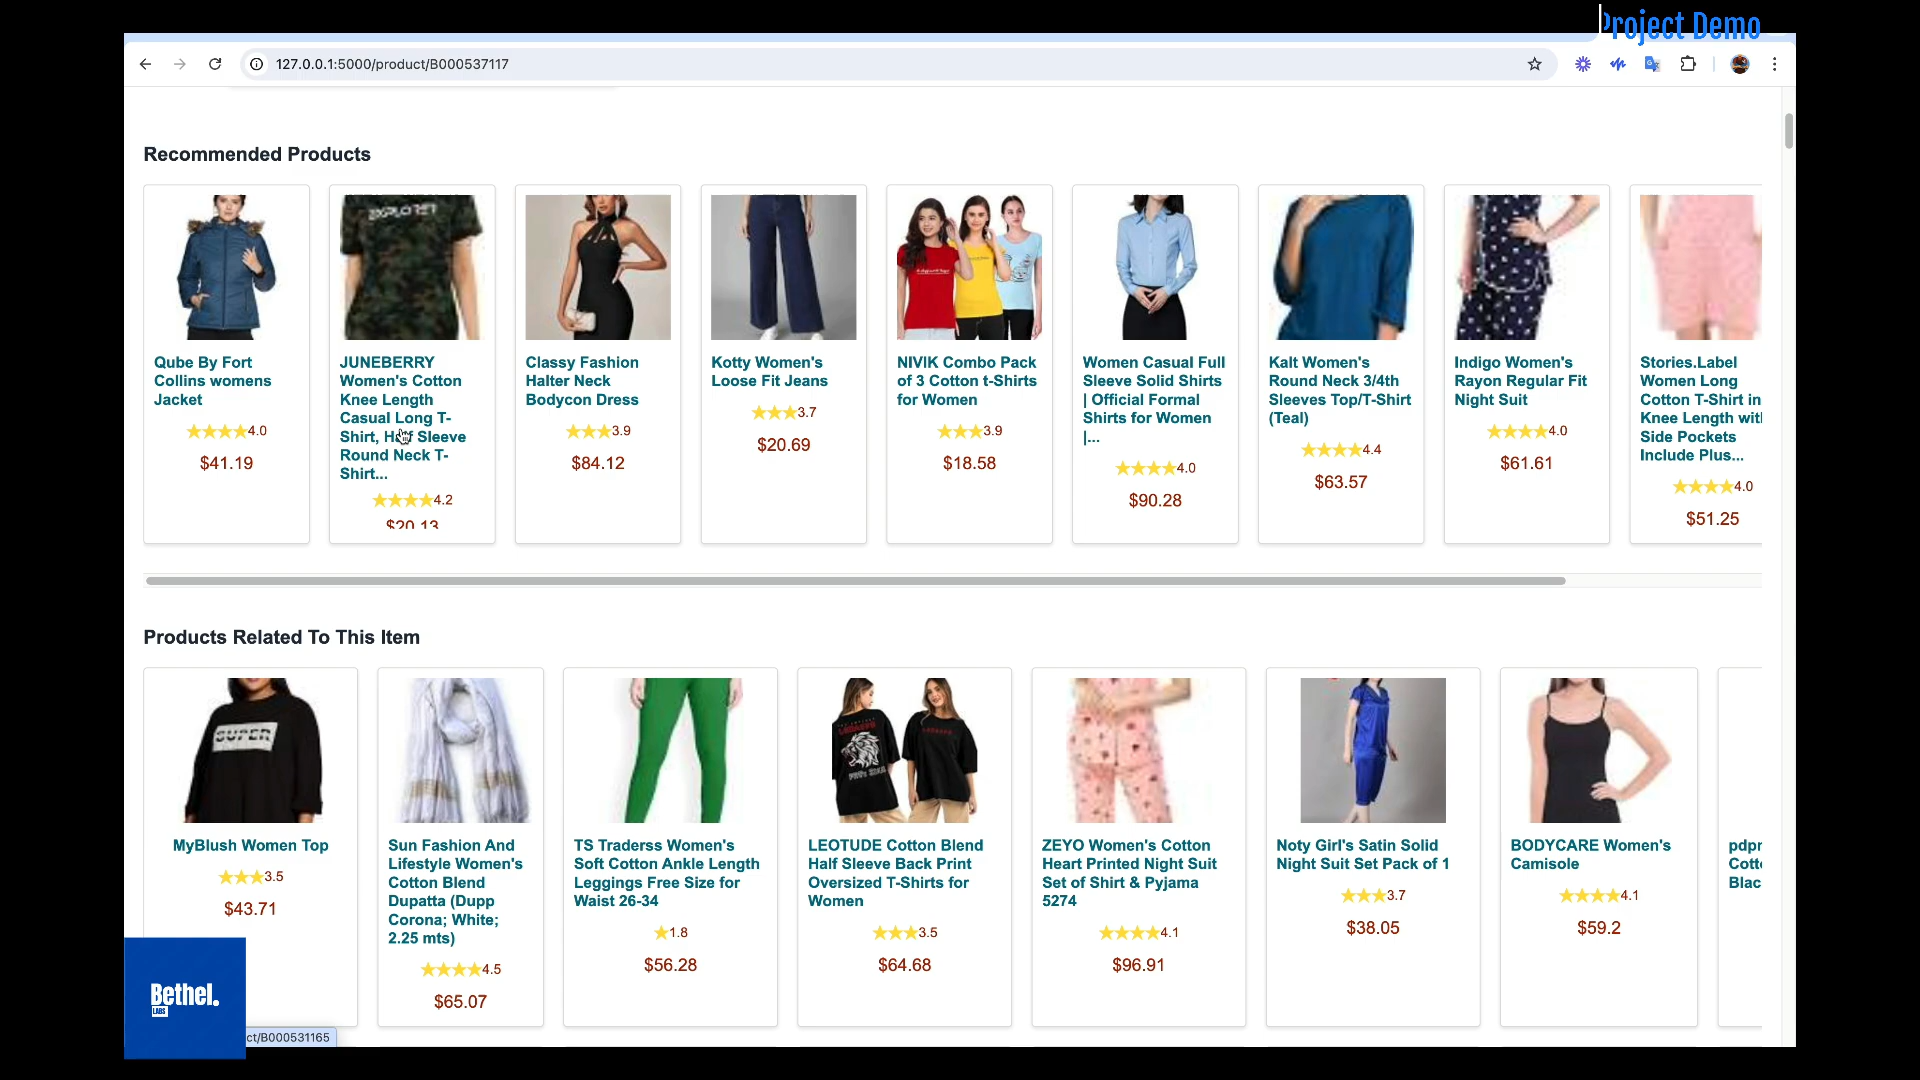 Project Demo
127.0.0.1:5000/product/B000537117
Recommended Products
EXPLORER
Qube By Fort
Collins womens
Jacket
4.0
$41.19
JUNEBERRY
Women's Cotton
Knee Length
Casual Long T-
Shirt, Half Sleeve
Round Neck T-
Shirt...
4.2
$20.13
Classy Fashion
Halter Neck
Bodycon Dress
3.9
$84.12
Kotty Women's
Loose Fit Jeans
3.7
$20.69
NIVIK Combo Pack
of 3 Cotton t-Shirts
for Women
3.9
$18.58
Women Casual Full
Sleeve Solid Shirts
| Official Formal
Shirts for Women
|...
4.0
$90.28
Kalt Women's
Round Neck 3/4th
Sleeves Top/T-Shirt
(Teal)
4.4
$63.57
Indigo Women's
Rayon Regular Fit
Night Suit
4.0
$61.61
Stories.Label
Women Long
Cotton T-Shirt in
Knee Length with
Side Pockets
Include Plus...
4.0
$51.25
Products Related To This Item
SUPER
MyBlush Women Top
3.5
$43.71
Sun Fashion And
Lifestyle Women's
Cotton Blend
Dupatta (Dupp
Corona; White;
2.25 mts)
4.5
$65.07
TS Traderss Women's
Soft Cotton Ankle Length
Leggings Free Size for
Waist 26-34
1.8
$56.28
LEOTUDE Cotton Blend
Half Sleeve Back Print
Oversized T-Shirts for
Women
3.5
$64.68
ZEYO Women's Cotton
Heart Printed Night Suit
Set of Shirt & Pyjama
5274
4.1
$96.91
Noty Girl's Satin Solid
Night Suit Set Pack of 1
3.7
$38.05
BODYCARE Women's
Camisole
4.1
$59.2
pdpr
Cott
Blac
Bethel.
LABS
ct/B000531165